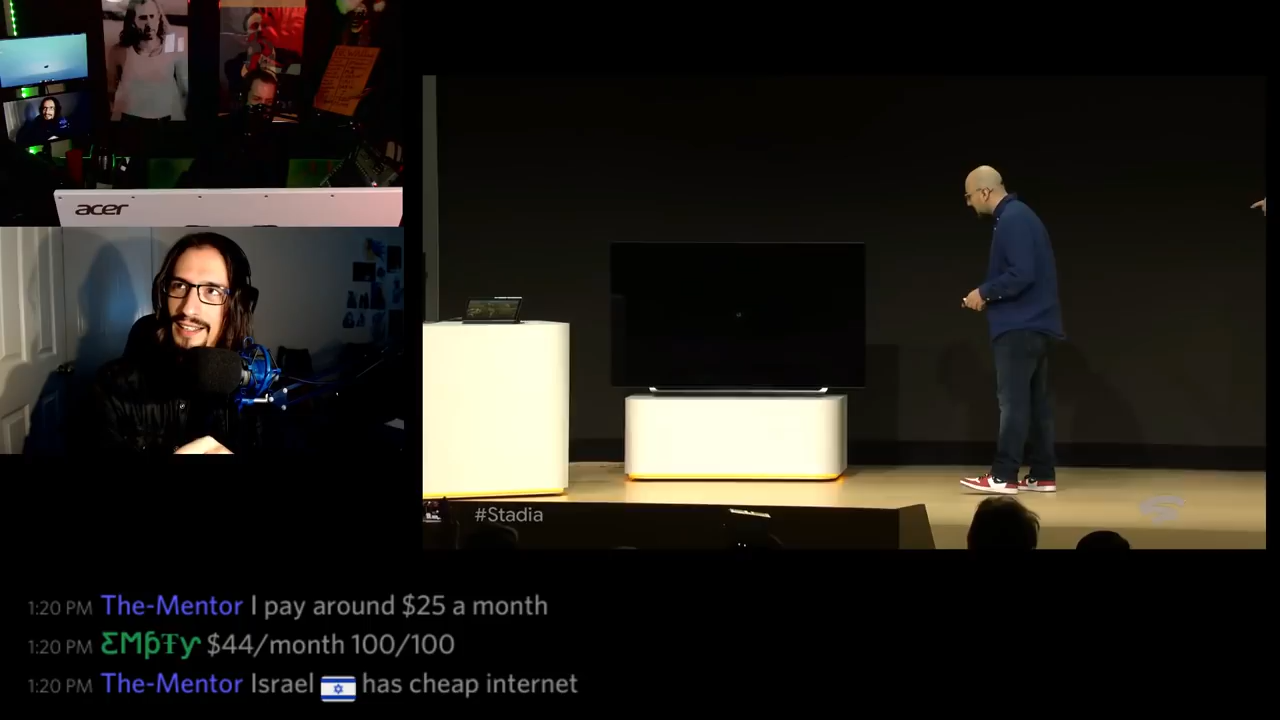 acer
#Stadia
1:20 PM The-Mentor I pay around $25 a month
1:20 PM ƐMþŦƴ $44/month 100/100
1:20 PM The-Mentor Israel 🇮🇱 has cheap internet